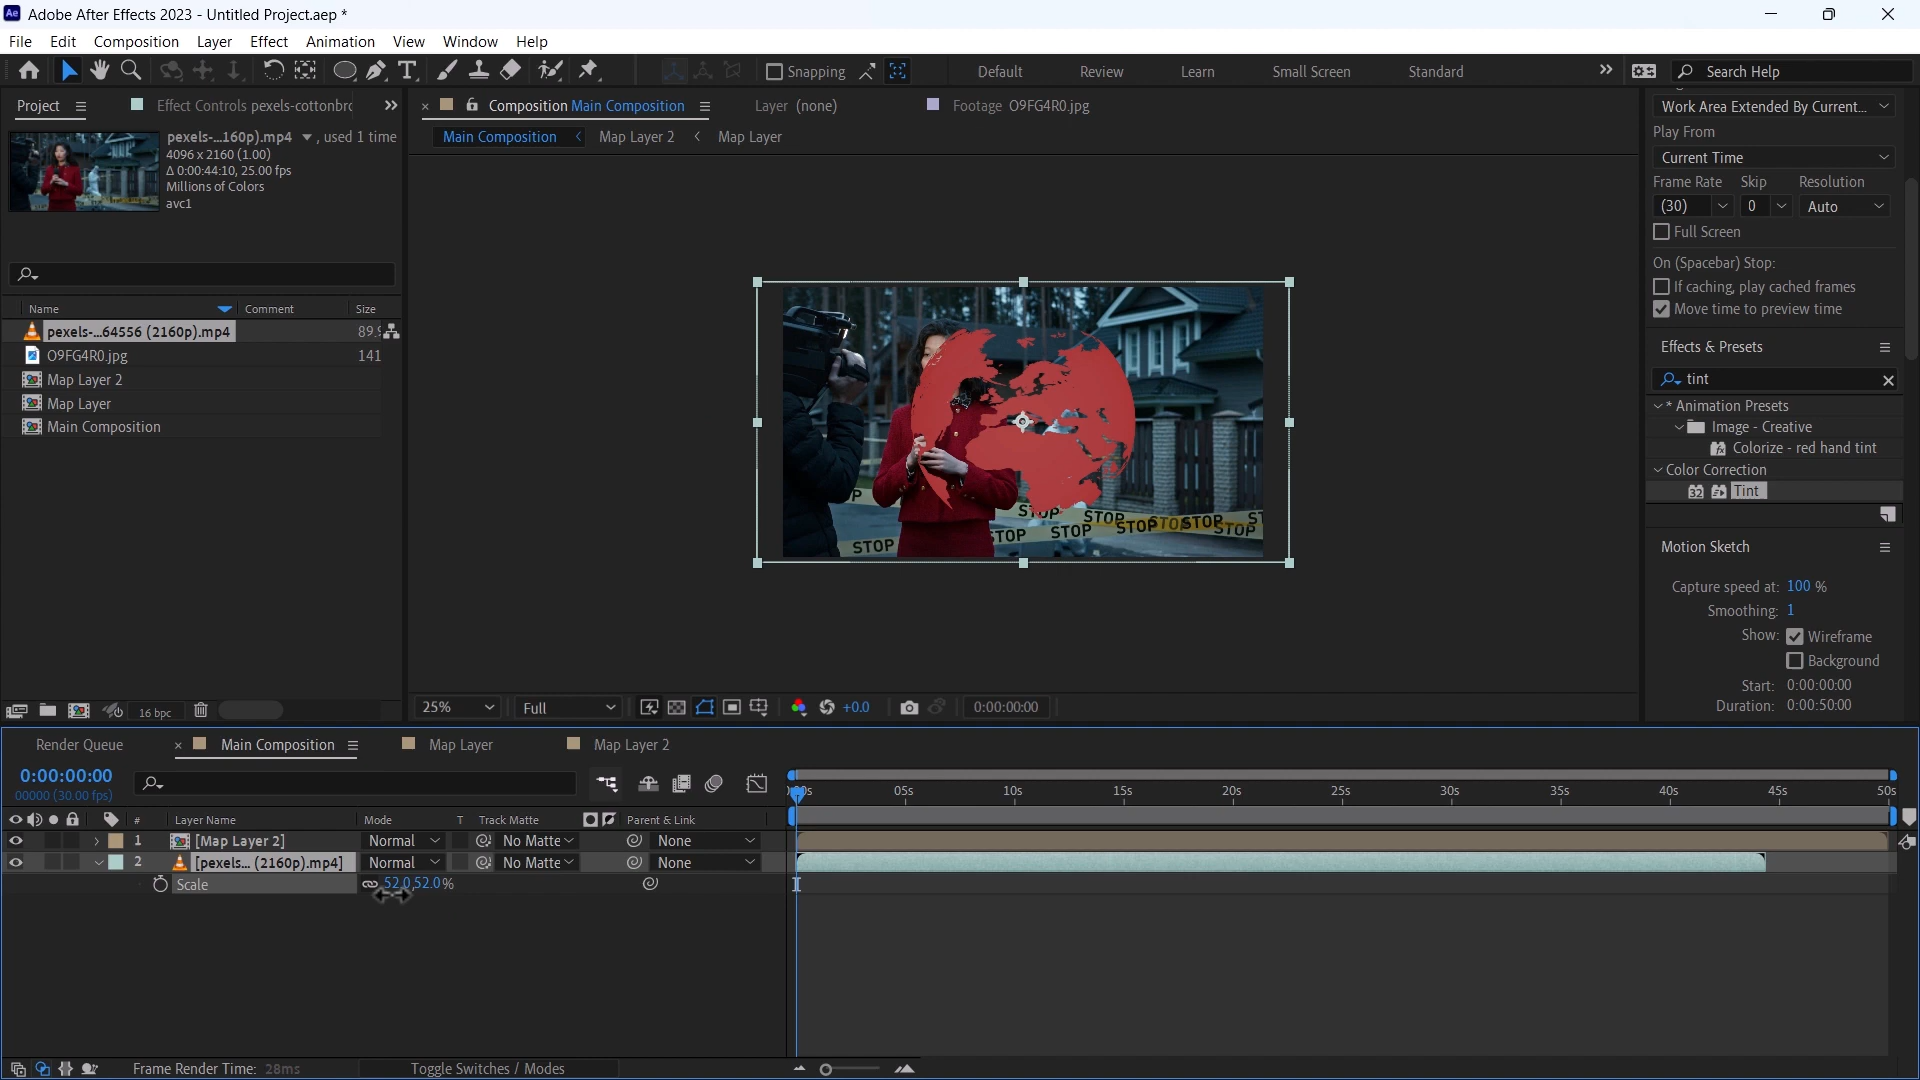 Adobe After Effects 2023 - Untitled Project.aep *
File Edit Composition Layer Effect Animation View Window Help
Snapping Default Review Learn Small Screen Standard Search Help
Project Effect Controls pexels-cottonbro
Composition Main Composition Layer (none) Footage O9FG4R0.jpg
Main Composition Map Layer 2 Map Layer
pexels-...160p).mp4 , used 1 time
4096 x 2160 (1.00)
Δ 0:00:44:10, 25.00 fps
Millions of Colors
avc1
Name Comment Size
pexels-...64556 (2160p).mp4 89.
O9FG4R0.jpg 141
Map Layer 2
Map Layer
Main Composition
16 bpc
STOP STOP STOP STOP STOP STOP
STOP STOP STOP
25% Full +0.0 0:00:00:00
Work Area Extended By Current...
Play From
Current Time
Frame Rate Skip Resolution
(30) 0 Auto
Full Screen
On (Spacebar) Stop:
If caching, play cached frames
Move time to preview time
Effects & Presets
tint
* Animation Presets
Image - Creative
Colorize - red hand tint
Color Correction
32 Tint
Motion Sketch
Capture speed at: 100 %
Smoothing: 1
Show: Wireframe
Background
Start: 0:00:00:00
Duration: 0:00:50:00
Render Queue Main Composition Map Layer Map Layer 2
0:00:00:00
00000 (30.00 fps)
05s 10s 15s 20s 25s 30s 35s 40s 45s 50s
# Layer Name Mode T Track Matte Parent & Link
1 [Map Layer 2] Normal No Matte None
2 [pexels... (2160p).mp4] Normal No Matte None
Scale 52.0,52.0%
Frame Render Time: 28ms Toggle Switches / Modes